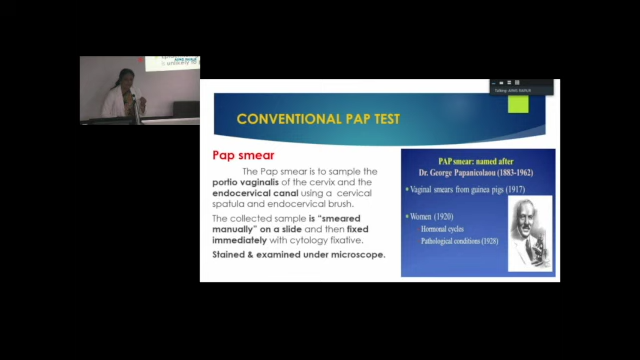 CONVENTIONAL PAP TEST
Pap smear
The Pap smear is to sample the
portio vaginalis of the cervix and the
endocervical canal using a cervical
spatula and endocervical brush.
The collected sample is “smeared
manually” on a slide and then fixed
immediately with cytology fixative.
Stained & examined under microscope.
PAP smear: named after
Dr. George Papanicolaou (1883-1962)
Vaginal smears from guinea pigs (1917)
Women (1920)
Hormonal cycles
Pathological conditions (1928)